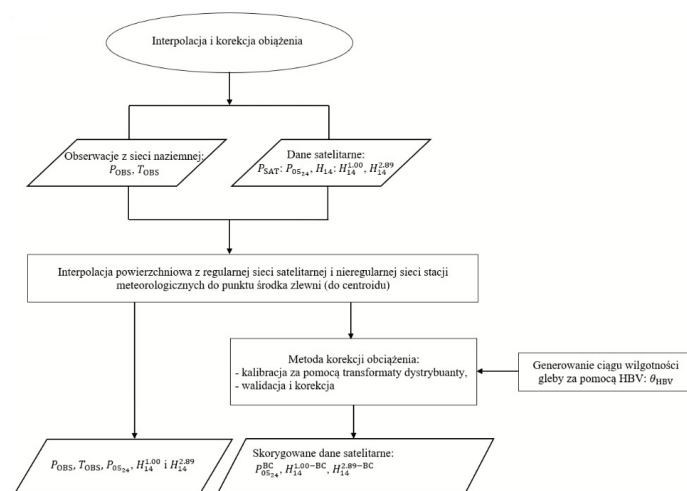 Interpolacja i korekcja obiążenia
Obserwacje z sieci naziemnej:
P_OBS, T_OBS
Dane satelitarne:
P_SAT: P_05_24, H_14: H_14^1.00, H_14^2.89
Interpolacja powierzchniowa z regularnej sieci satelitarnej i nieregularnej sieci stacji
meteorologicznych do punktu środka zlewni (do centroidu)
Metoda korekcji obciążenia:
- kalibracja za pomocą transformaty dystrybuanty,
- walidacja i korekcja
Generowanie ciągu wilgotności
gleby za pomocą HBV: θ_HBV
P_OBS, T_OBS, P_05_24, H_14^1.00 i H_14^2.89
Skorygowane dane satelitarne:
P_05_24^BC, H_14^1.00−BC, H_14^2.89−BC